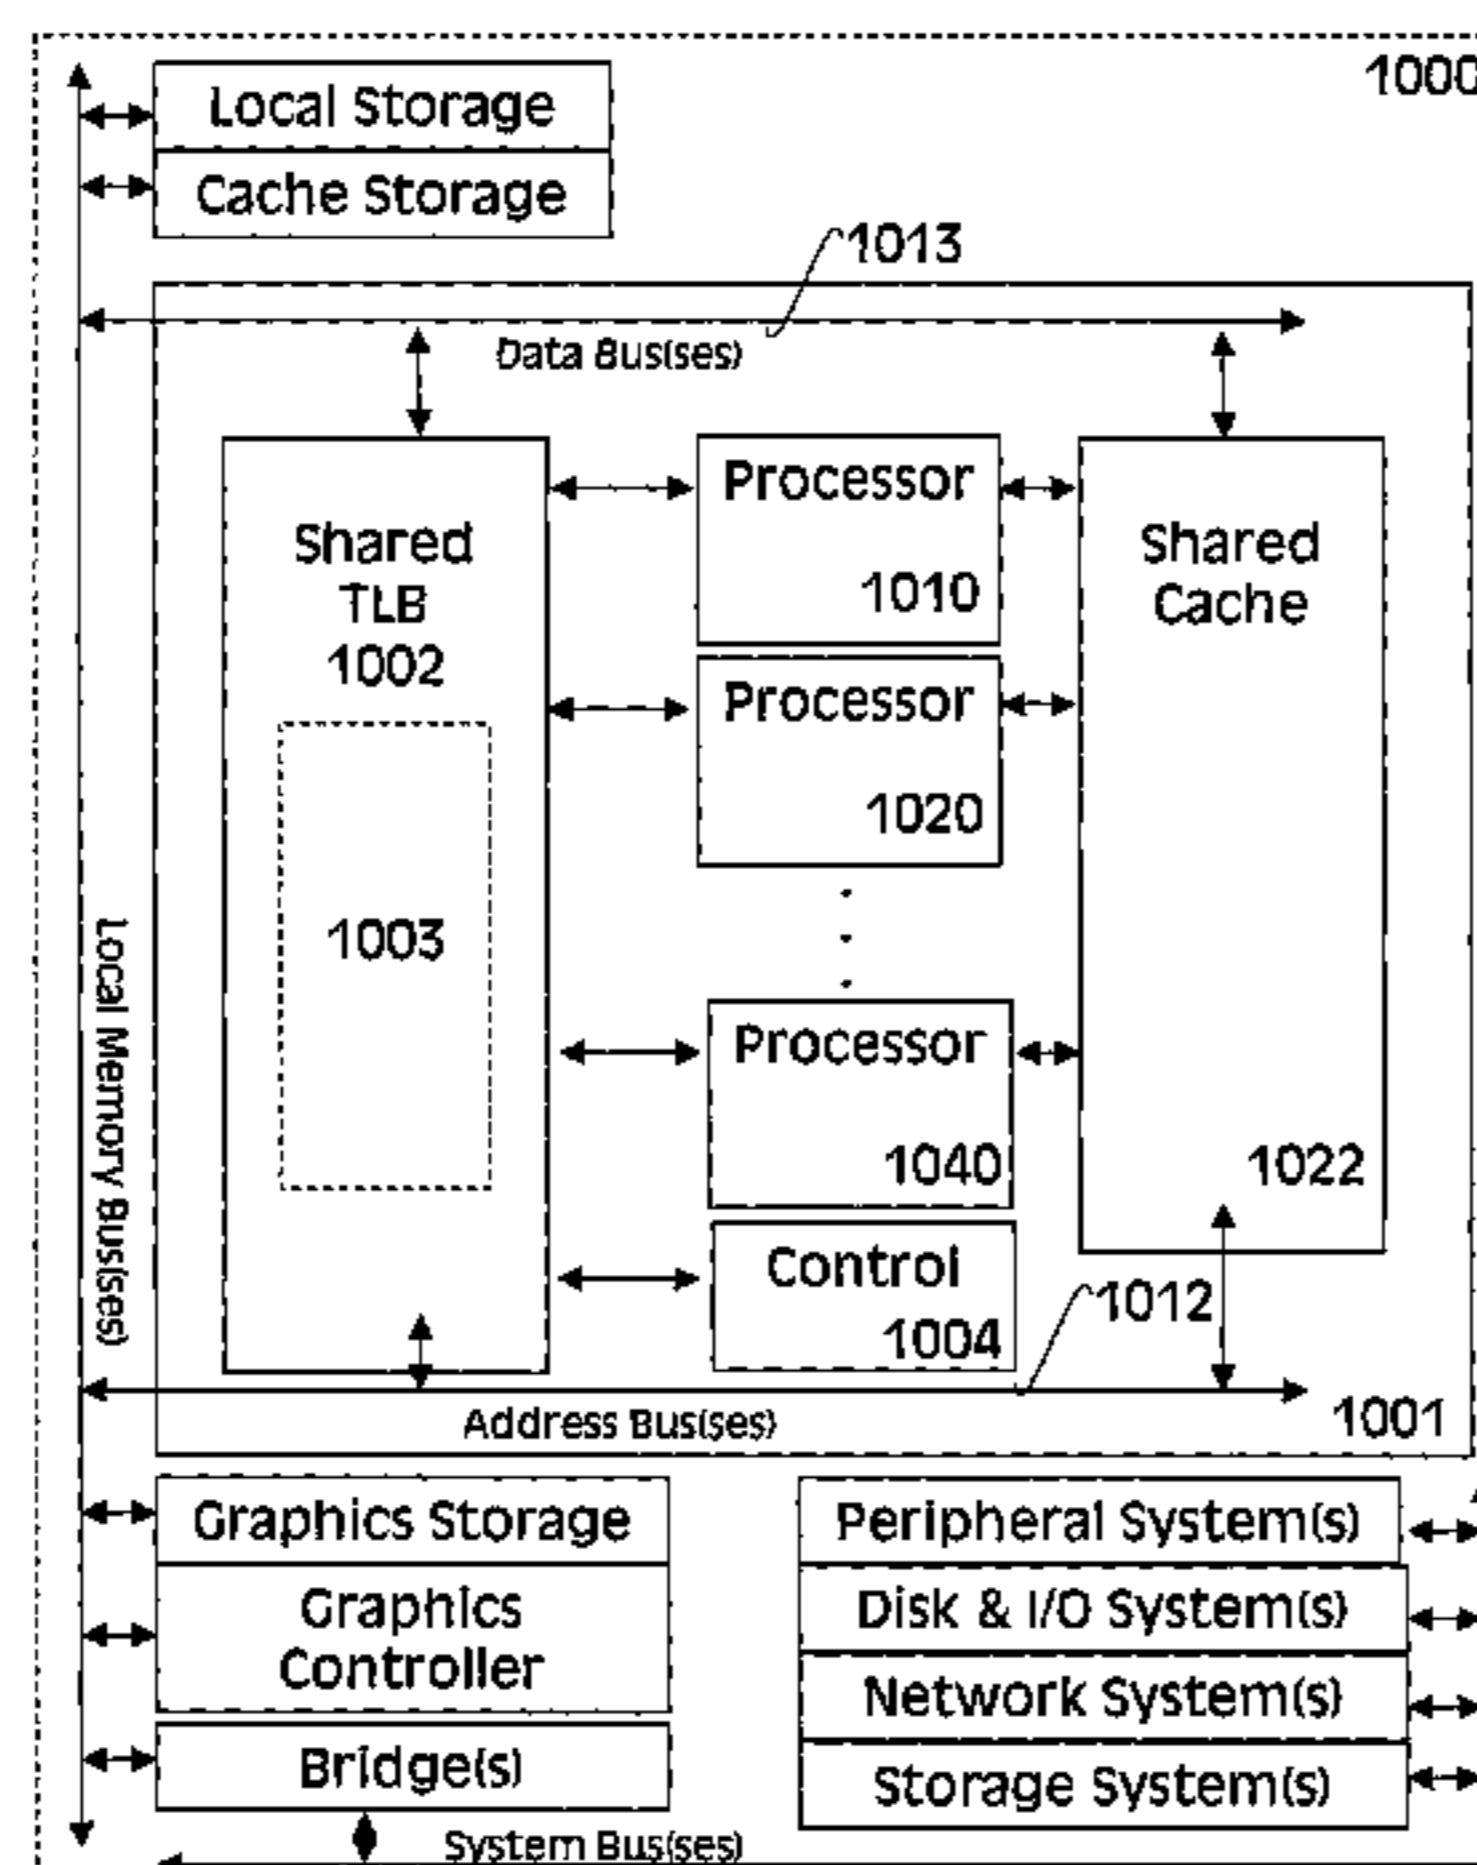 1000
Local Storage
Cache Storage
1013
Data Bus(ses)
Shared
TLB
1002
1003
Processor
1010
Processor
1020
Processor
1040
Control
1004
Shared
Cache
1022
1012
Local Memory Bus(ses)
Address Bus(ses)
1001
Graphics Storage
Graphics
Controller
Bridge(s)
Peripheral System(s)
Disk & I/O System(s)
Network System(s)
Storage System(s)
System Bus(ses)